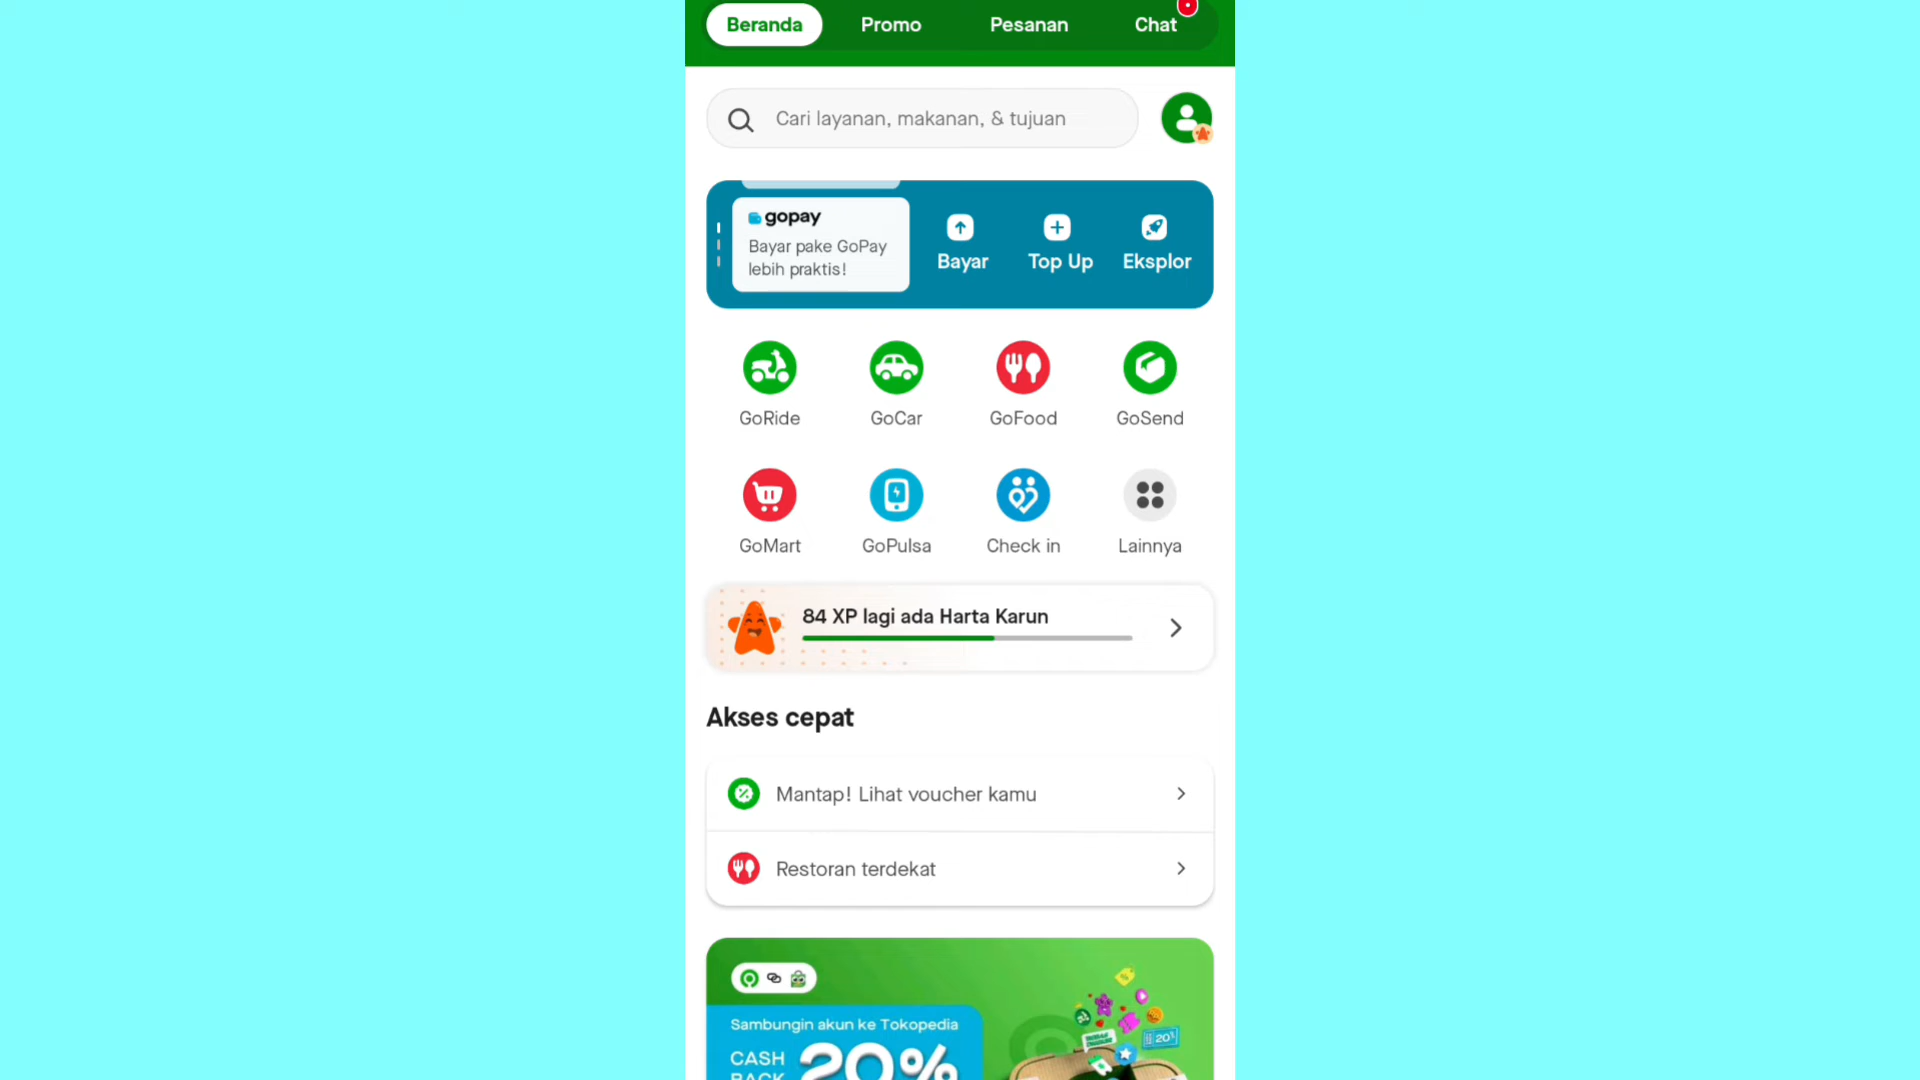 Beranda Promo Pesanan Chat
Cari layanan, makanan, & tujuan
gopay
Bayar pake GoPay
lebih praktis!
Bayar Top Up Eksplor
GoRide GoCar GoFood GoSend
GoMart GoPulsa Check in Lainnya
84 XP lagi ada Harta Karun
Akses cepat
Mantap! Lihat voucher kamu
Restoran terdekat
Sambungin akun ke Tokopedia
CASH
BACK
20%